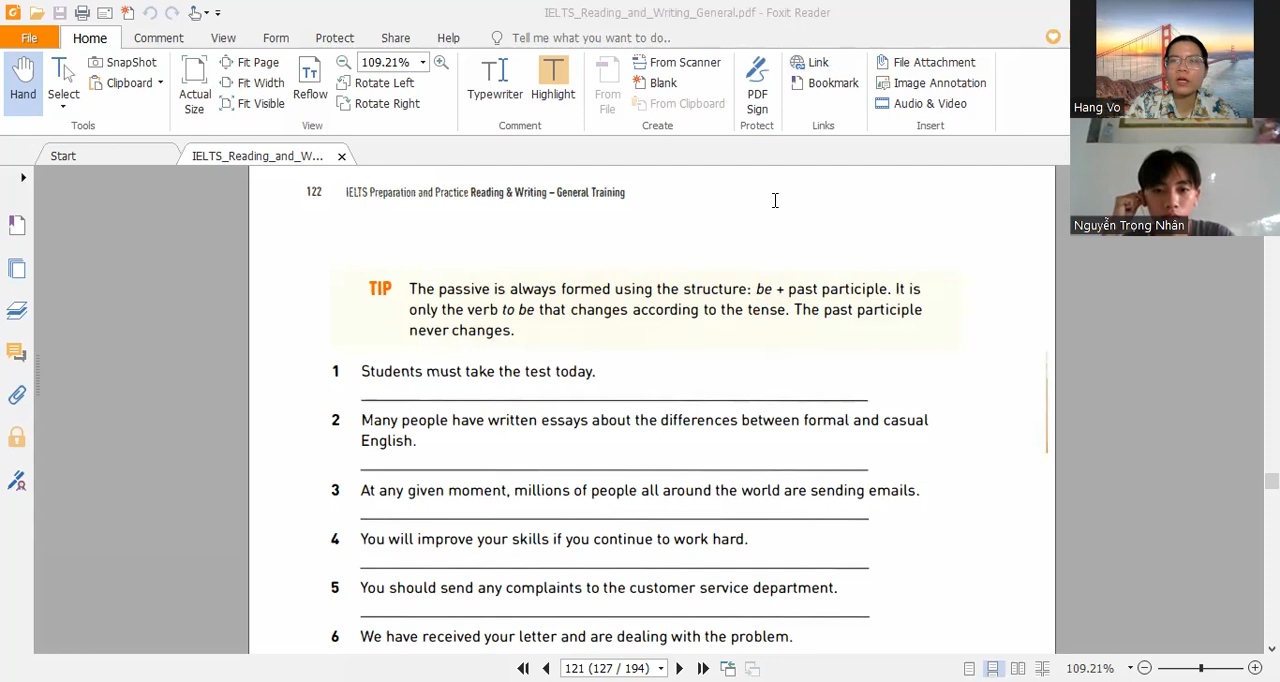 IELTS_Reading_and_Writing_General.pdf - Foxit Reader
File Home Comment View Form Protect Share Help Tell me what you want to do..
Hand
Select
SnapShot
Clipboard
Tools
Actual Size
Fit Page
Fit Width
Fit Visible
Reflow
109.21%
Rotate Left
Rotate Right
View
Typewriter
Highlight
Comment
From File
From Scanner
Blank
From Clipboard
Create
PDF Sign
Protect
Link
Bookmark
Links
File Attachment
Image Annotation
Audio & Video
Insert
Hang Vo
Nguyễn Trọng Nhân
Start
IELTS_Reading_and_W...
122 IELTS Preparation and Practice Reading & Writing – General Training
TIP The passive is always formed using the structure: be + past participle. It is
only the verb to be that changes according to the tense. The past participle
never changes.
1 Students must take the test today.
2 Many people have written essays about the differences between formal and casual
English.
3 At any given moment, millions of people all around the world are sending emails.
4 You will improve your skills if you continue to work hard.
5 You should send any complaints to the customer service department.
6 We have received your letter and are dealing with the problem.
121 (127 / 194)
109.21%